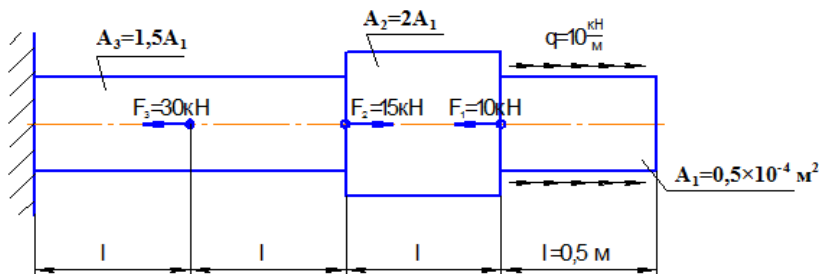 A₃=1,5A₁
A₂=2A₁
q=10 кН/м
F₃=30кН
F₂=15кН
F₁=10кН
A₁=0,5×10⁻⁴ м²
l
l
l
l=0,5 м